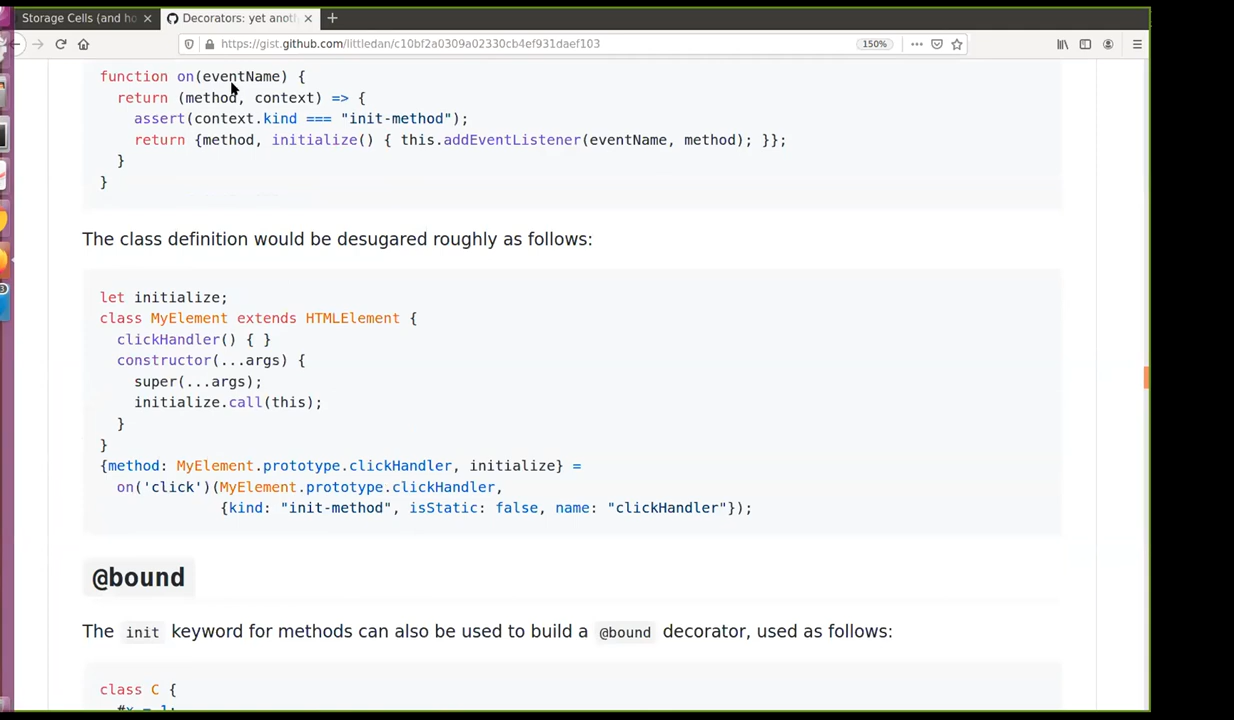 Storage Cells (and ho
Decorators: yet anoth
https://gist.github.com/littledan/c10bf2a0309a02330cb4ef931daef103
150%
function on(eventName) {
return (method, context) => {
assert(context.kind === "init-method");
return {method, initialize() { this.addEventListener(eventName, method); }};
}
}
The class definition would be desugared roughly as follows:
let initialize;
class MyElement extends HTMLElement {
clickHandler() { }
constructor(...args) {
super(...args);
initialize.call(this);
}
}
{method: MyElement.prototype.clickHandler, initialize} =
on('click')(MyElement.prototype.clickHandler,
{kind: "init-method", isStatic: false, name: "clickHandler"});
@bound
The init keyword for methods can also be used to build a @bound decorator, used as follows:
class C {
#x = 1;